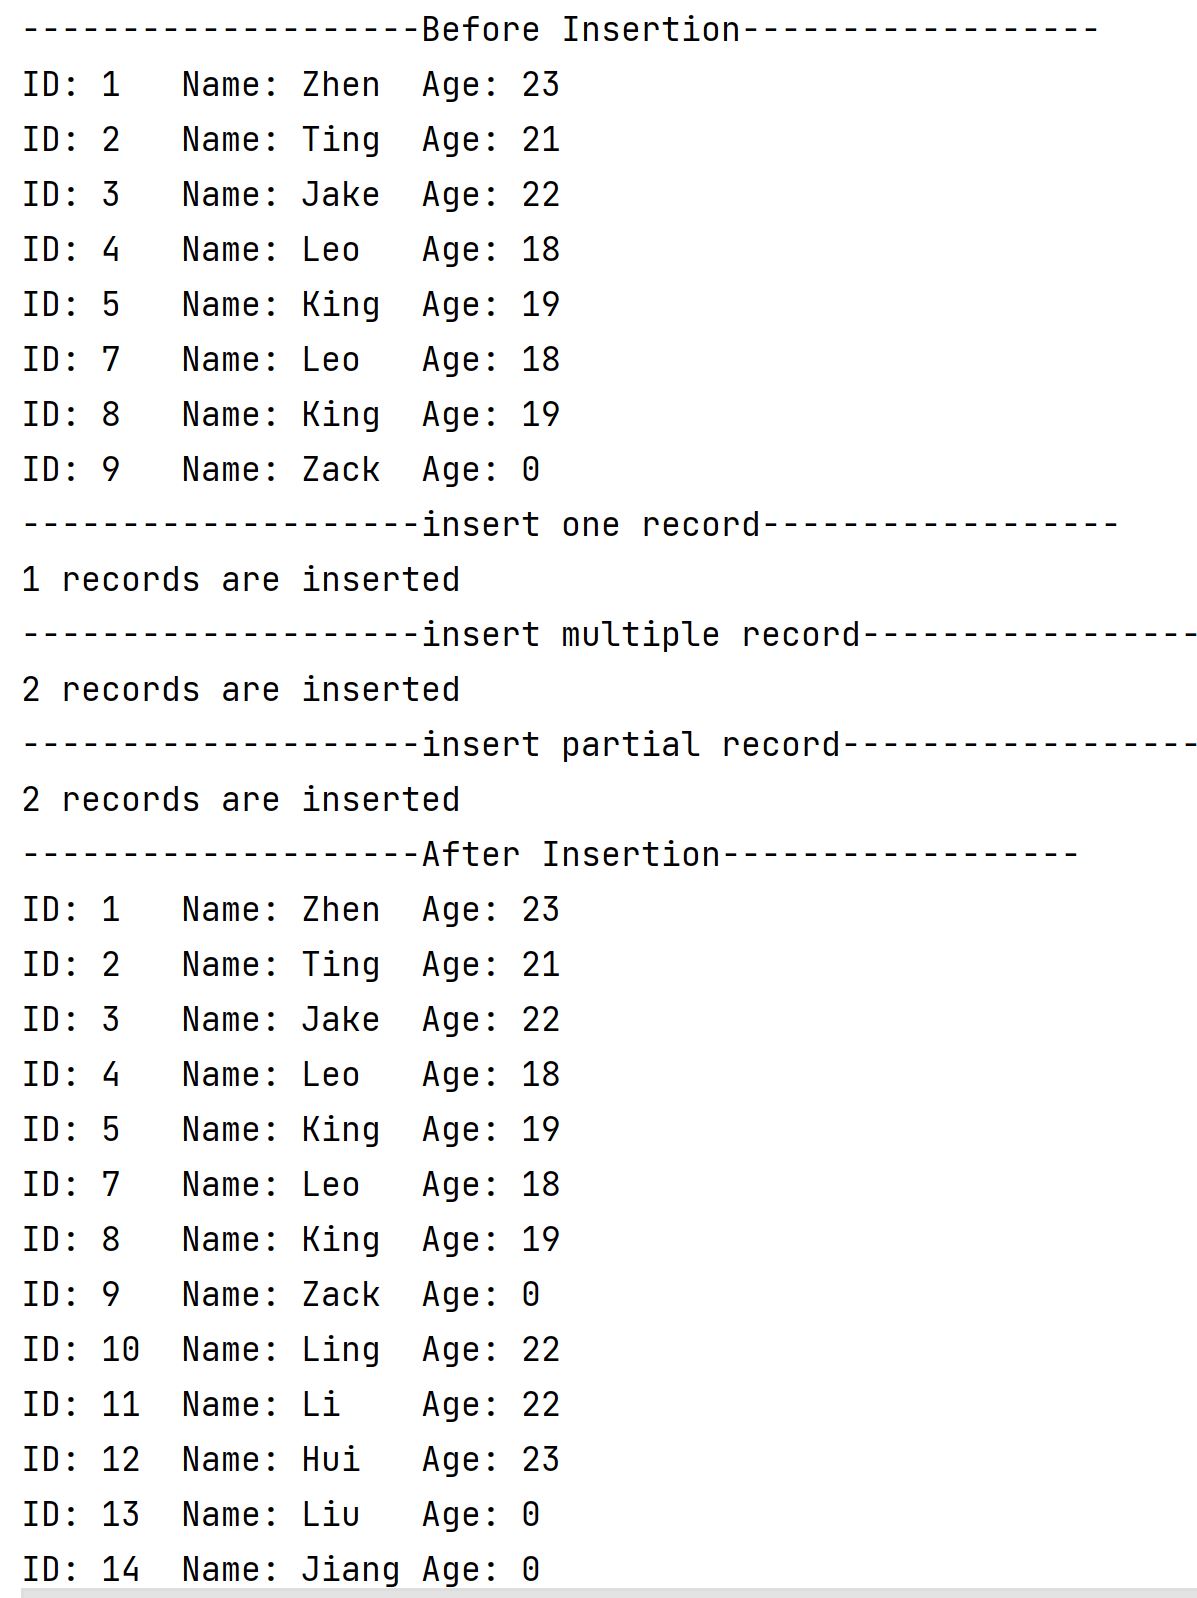 --------------------Before Insertion------------------
ID: 1   Name: Zhen  Age: 23
ID: 2   Name: Ting  Age: 21
ID: 3   Name: Jake  Age: 22
ID: 4   Name: Leo   Age: 18
ID: 5   Name: King  Age: 19
ID: 7   Name: Leo   Age: 18
ID: 8   Name: King  Age: 19
ID: 9   Name: Zack  Age: 0
--------------------insert one record------------------
1 records are inserted
--------------------insert multiple record-----------------
2 records are inserted
--------------------insert partial record------------------
2 records are inserted
--------------------After Insertion------------------
ID: 1   Name: Zhen  Age: 23
ID: 2   Name: Ting  Age: 21
ID: 3   Name: Jake  Age: 22
ID: 4   Name: Leo   Age: 18
ID: 5   Name: King  Age: 19
ID: 7   Name: Leo   Age: 18
ID: 8   Name: King  Age: 19
ID: 9   Name: Zack  Age: 0
ID: 10  Name: Ling  Age: 22
ID: 11  Name: Li    Age: 22
ID: 12  Name: Hui   Age: 23
ID: 13  Name: Liu   Age: 0
ID: 14  Name: Jiang Age: 0